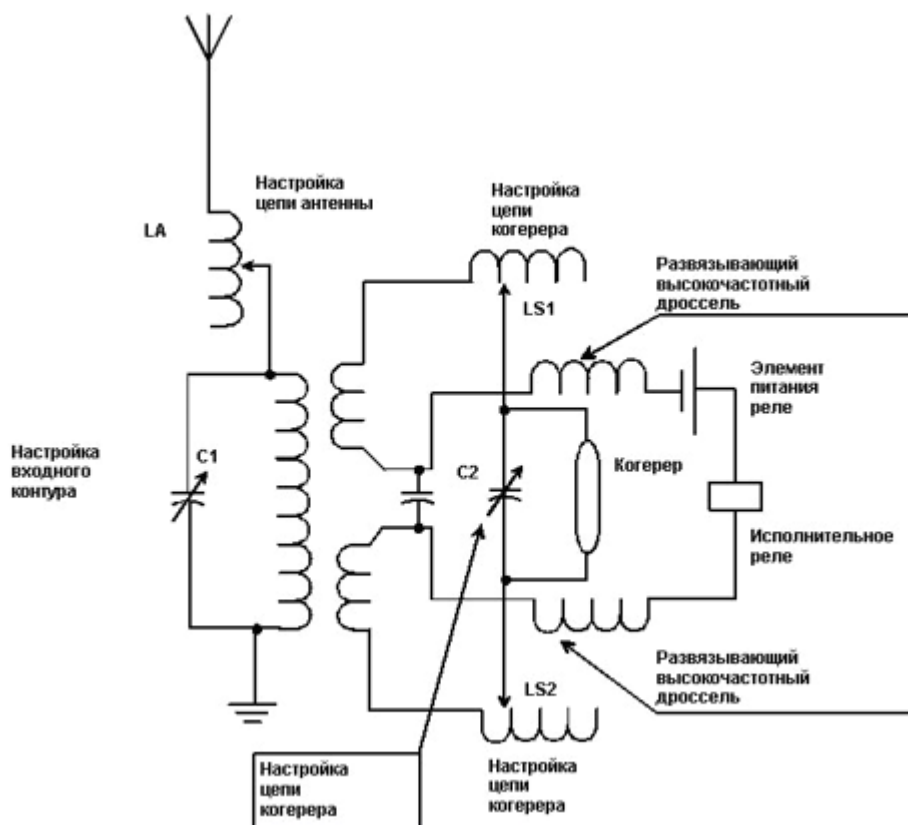 Настройка
цепи антенны
LA
Настройка
цепи
когерера
LS1
Развязывающий
высокочастотный
дроссель
Элемент
питания
реле
Настройка
входного
контура
C1
C2
Когерер
Исполнительное
реле
LS2
Развязывающий
высокочастотный
дроссель
Настройка
цепи
когерера
Настройка
цепи
когерера